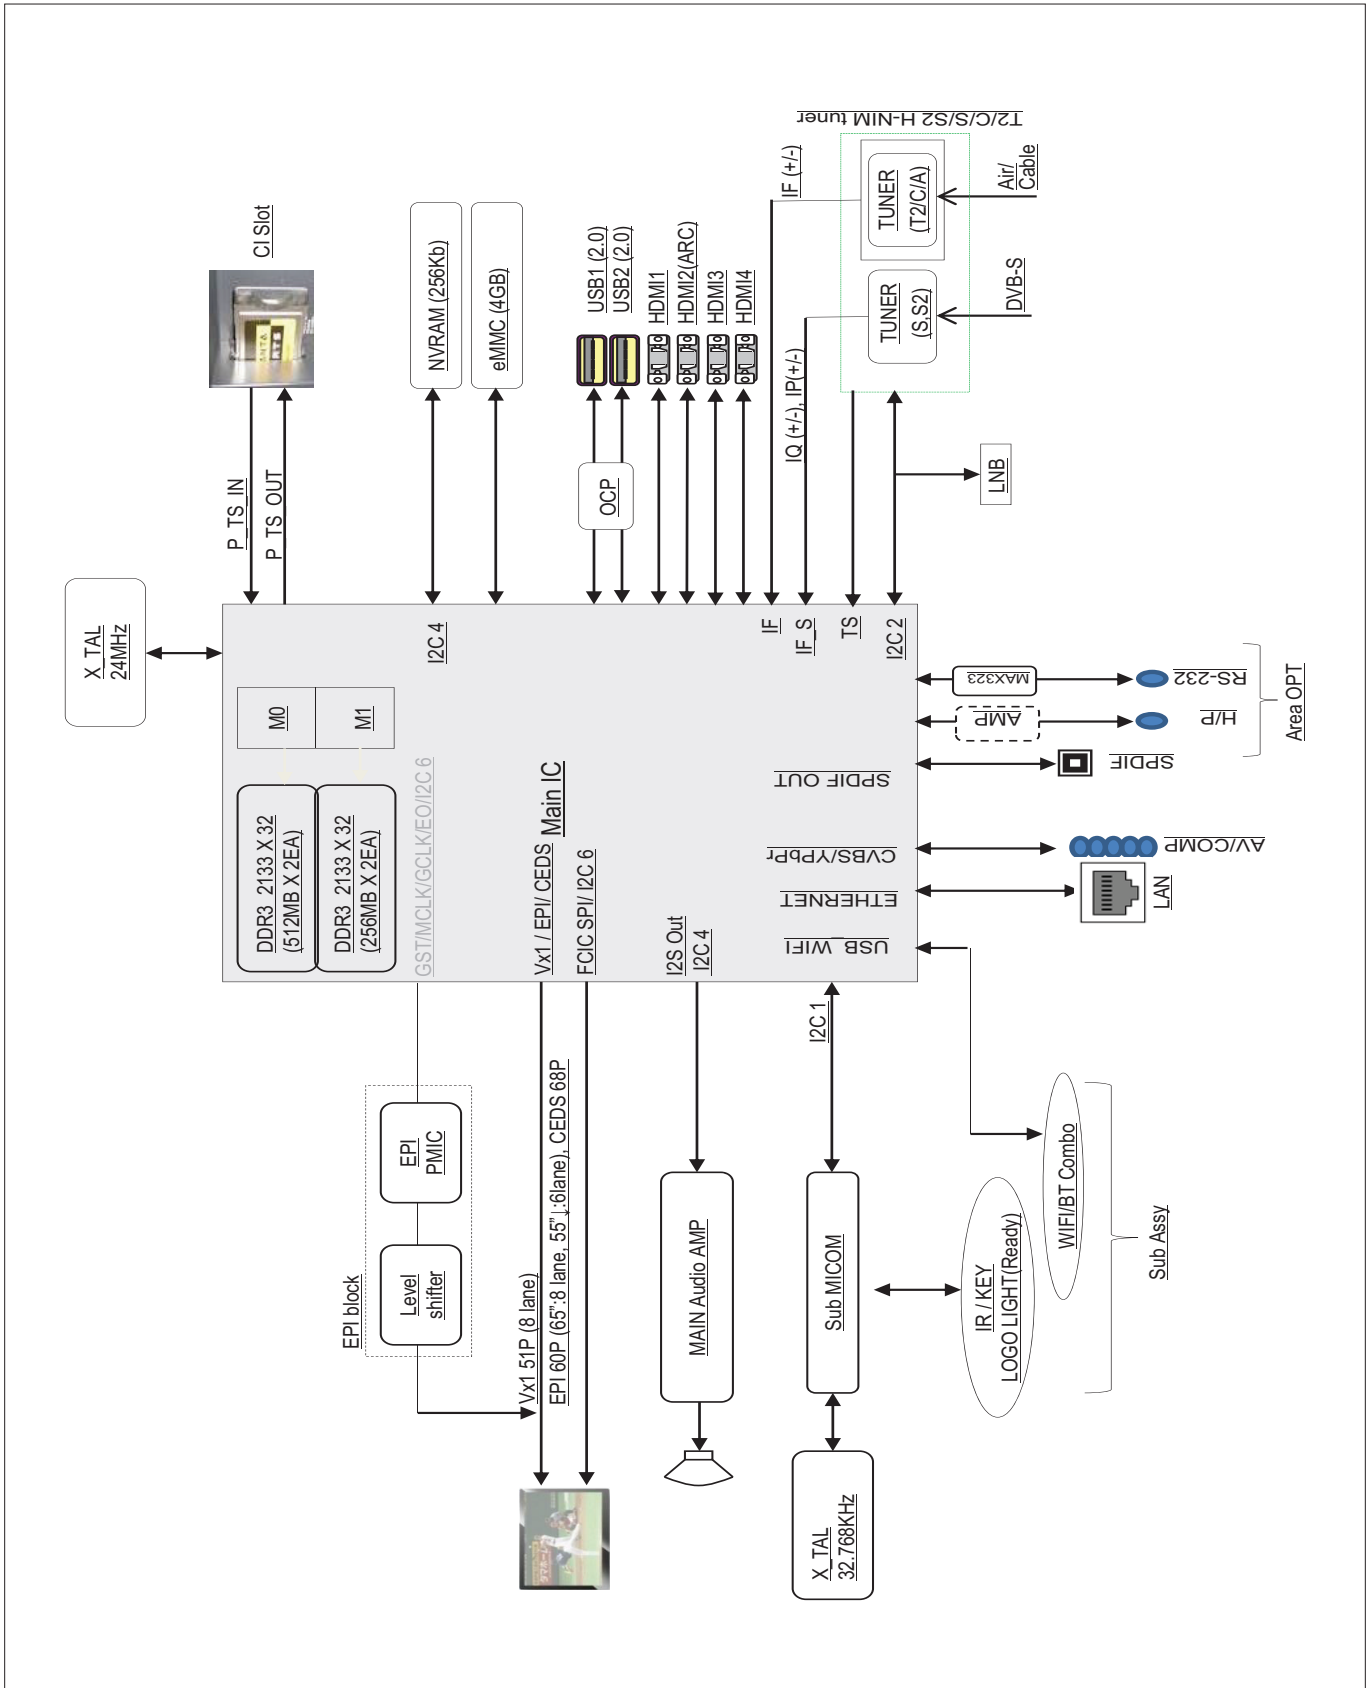 X_TAL
24MHz
P_TS_IN
P_TS_OUT
CI Slot
NVRAM (256Kb)
eMMC (4GB)
I2C 4
M0
M1
DDR3 2133 X 32
(512MB X 2EA)
DDR3 2133 X 32
(256MB X 2EA)
GST/MCLK/GCLK/EO/I2C 6
Vx1 / EPI/ CEDS
Main IC
FCIC SPI/ I2C 6
I2S Out
I2C 4
USB1 (2.0)
USB2 (2.0)
OCP
HDMI1
HDMI2(ARC)
HDMI3
HDMI4
IF (+/-)
IQ (+/-), IP(+/-)
T2/C/S/S2 H-NIM tuner
TUNER
(T2/C/A)
Air/
Cable
TUNER
(S,S2)
DVB-S
LNB
IF
IF_S
TS
I2C 2
MAX323
RS-232
AMP
H/P
Area OPT
SPDIF OUT
SPDIF
CVBS/YPbPr
AV/COMP
ETHERNET
LAN
USB_WIFI
I2C 1
EPI block
EPI
PMIC
Level
shifter
Vx1 51P (8 lane)
EPI 60P (65”:8 lane, 55”↓:6lane), CEDS 68P
MAIN Audio AMP
Sub MICOM
X_TAL
32.768KHz
IR / KEY
LOGO LIGHT(Ready)
WIFI/BT Combo
Sub Assy